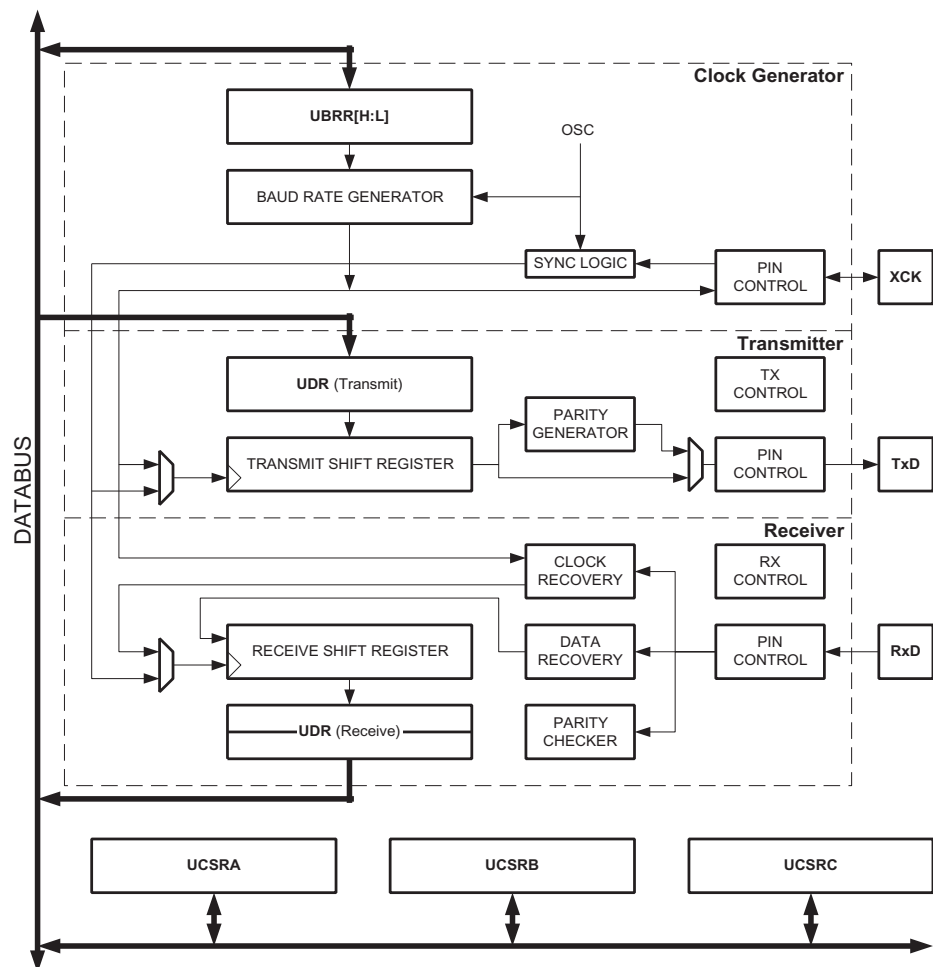 Clock Generator
UBRR[H:L]
OSC
BAUD RATE GENERATOR
SYNC LOGIC
PIN
CONTROL
XCK
Transmitter
UDR (Transmit)
TX
CONTROL
PARITY
GENERATOR
TRANSMIT SHIFT REGISTER
PIN
CONTROL
TxD
DATABUS
Receiver
CLOCK
RECOVERY
RX
CONTROL
RECEIVE SHIFT REGISTER
DATA
RECOVERY
PIN
CONTROL
RxD
UDR (Receive)
PARITY
CHECKER
UCSRA
UCSRB
UCSRC